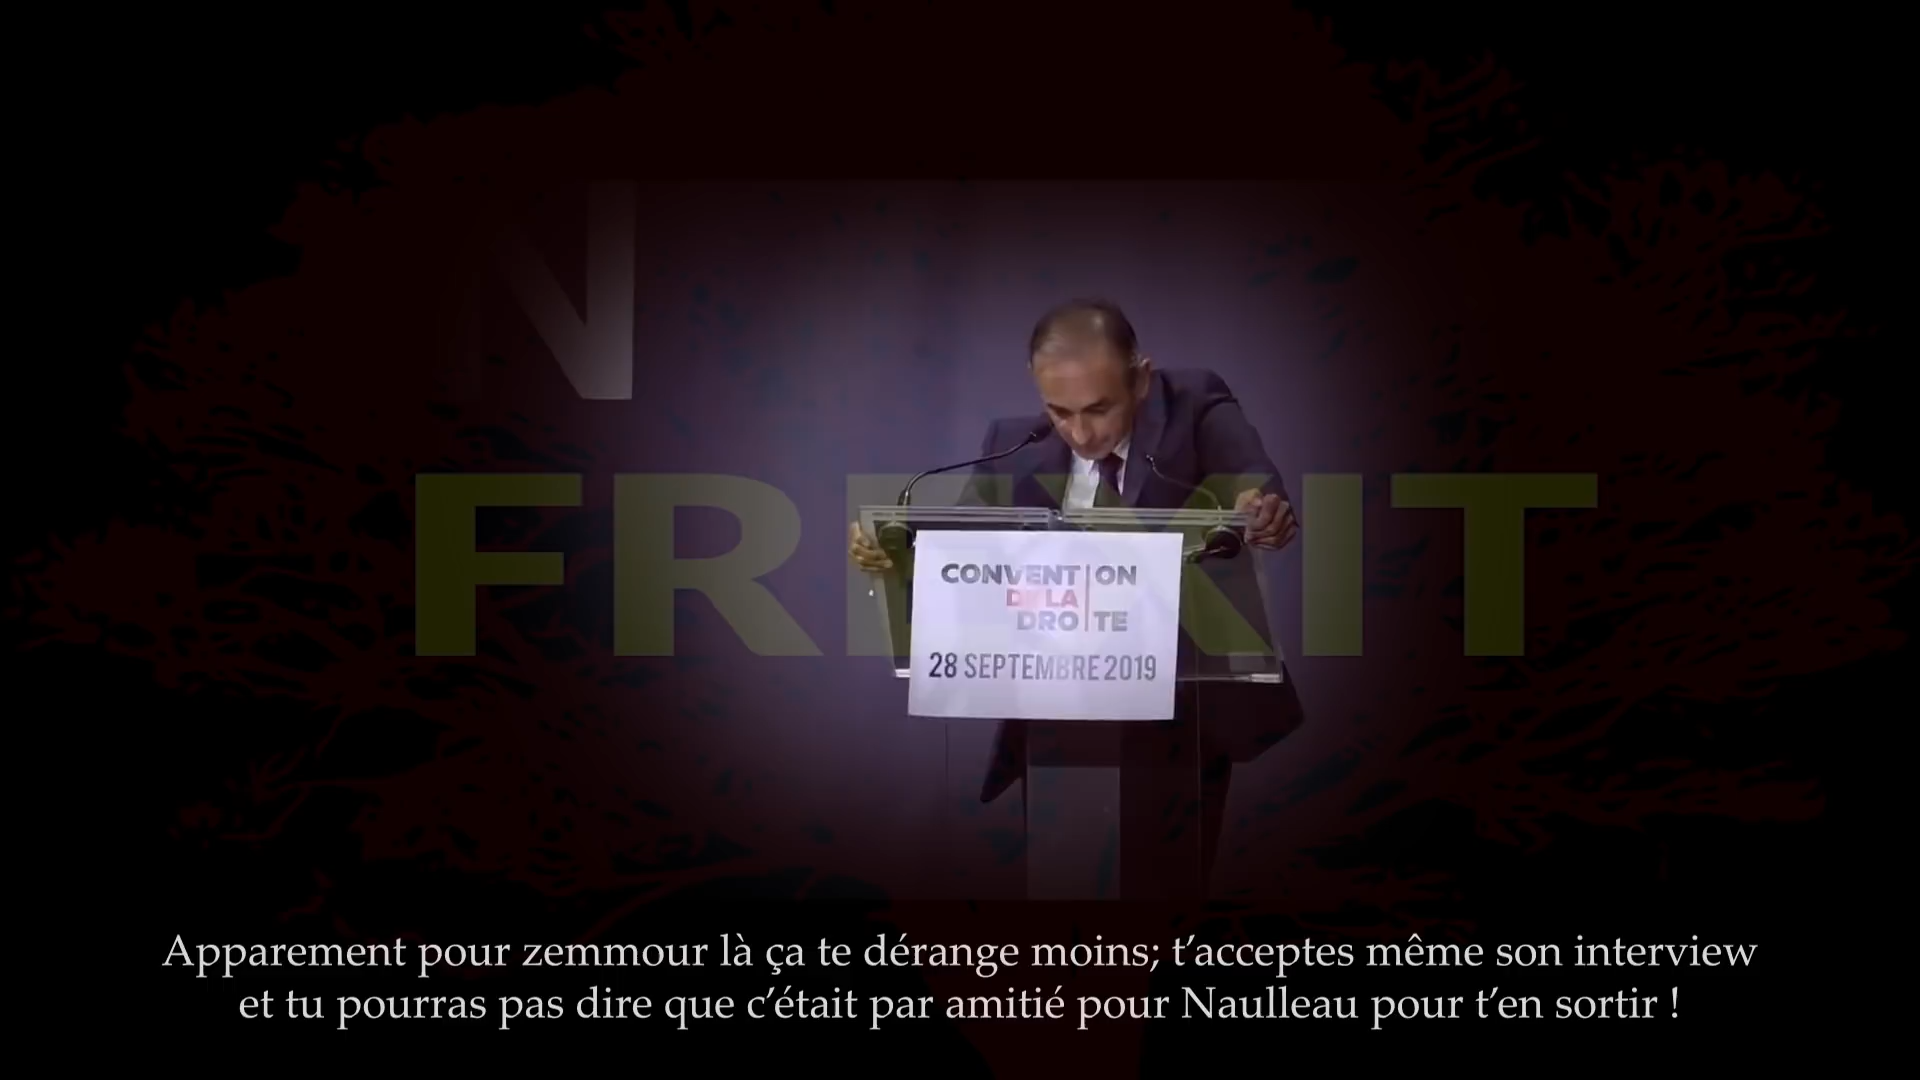 N
FREXIT
CONVENTION
DE LA
DROITE
28 SEPTEMBRE 2019
Apparement pour zemmour là ça te dérange moins; t’acceptes même son interview
et tu pourras pas dire que c’était par amitié pour Naulleau pour t’en sortir !